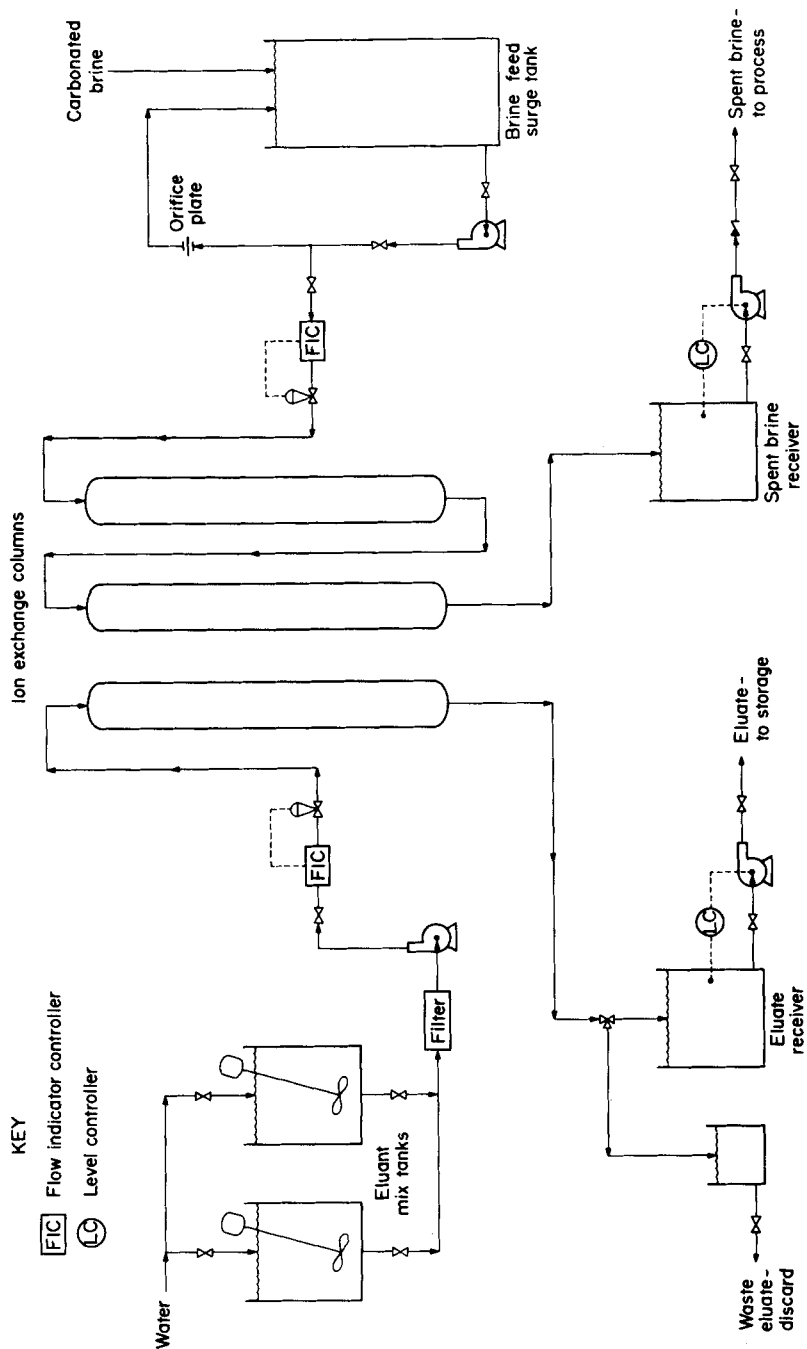 KEY
FIC Flow indicator controller
LC Level controller
Water
Eluant
mix tanks
Filter
FIC
Ion exchange columns
FIC
Orifice
plate
Carbonated
brine
Brine feed
surge tank
Waste
eluate-
discard
Eluate
receiver
LC
Eluate-
to storage
Spent brine
receiver
LC
Spent brine-
to process